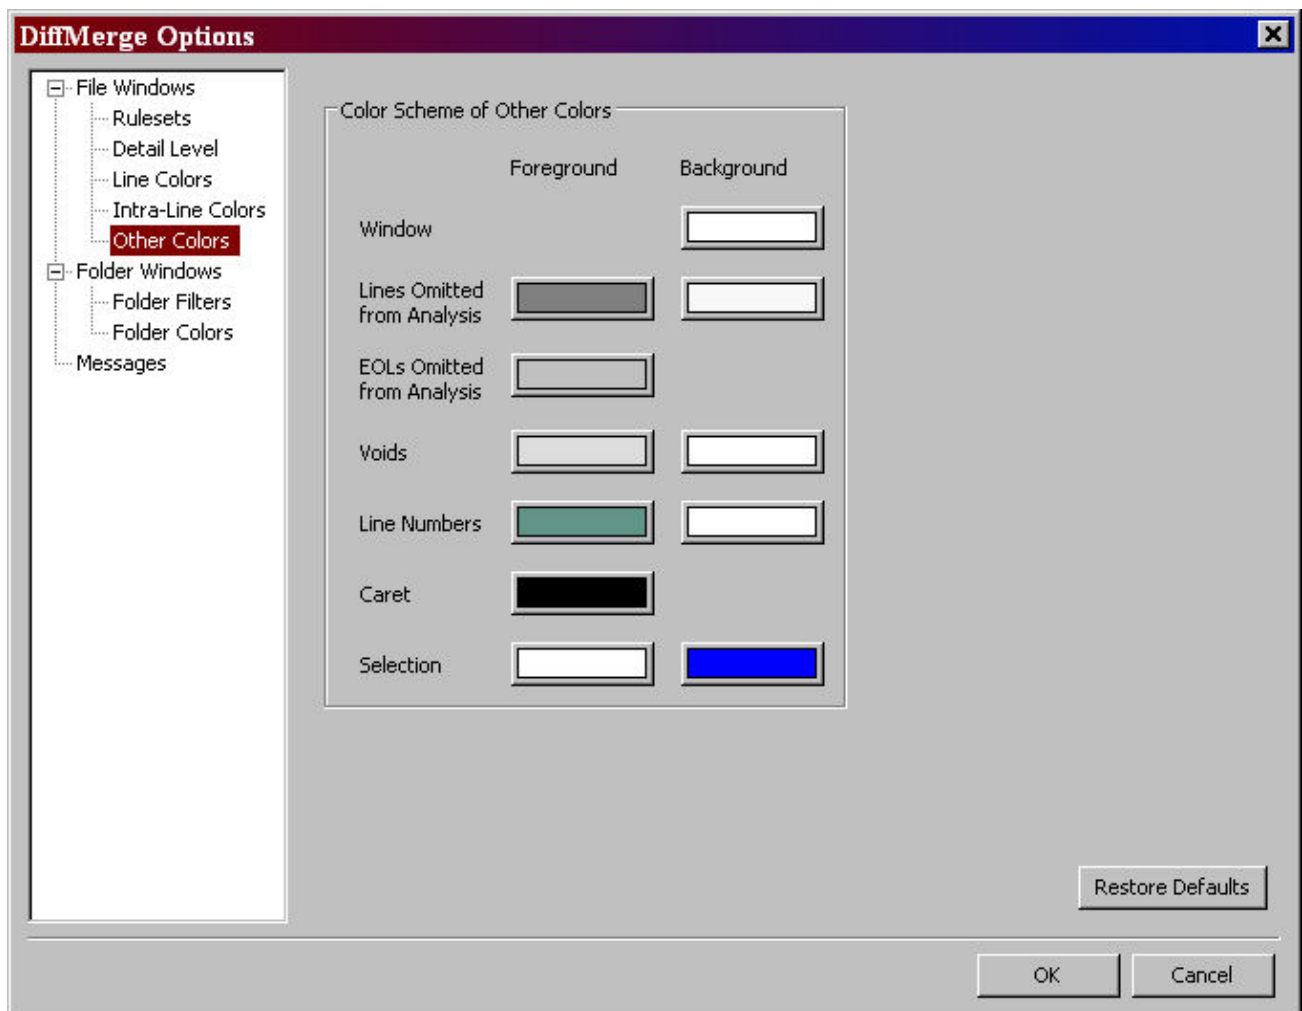 DiffMerge Options
File Windows
Rulesets
Detail Level
Line Colors
Intra-Line Colors
Other Colors
Folder Windows
Folder Filters
Folder Colors
Messages
Color Scheme of Other Colors
Foreground Background
Window
Lines Omitted
from Analysis
EOLs Omitted
from Analysis
Voids
Line Numbers
Caret
Selection
Restore Defaults
OK Cancel